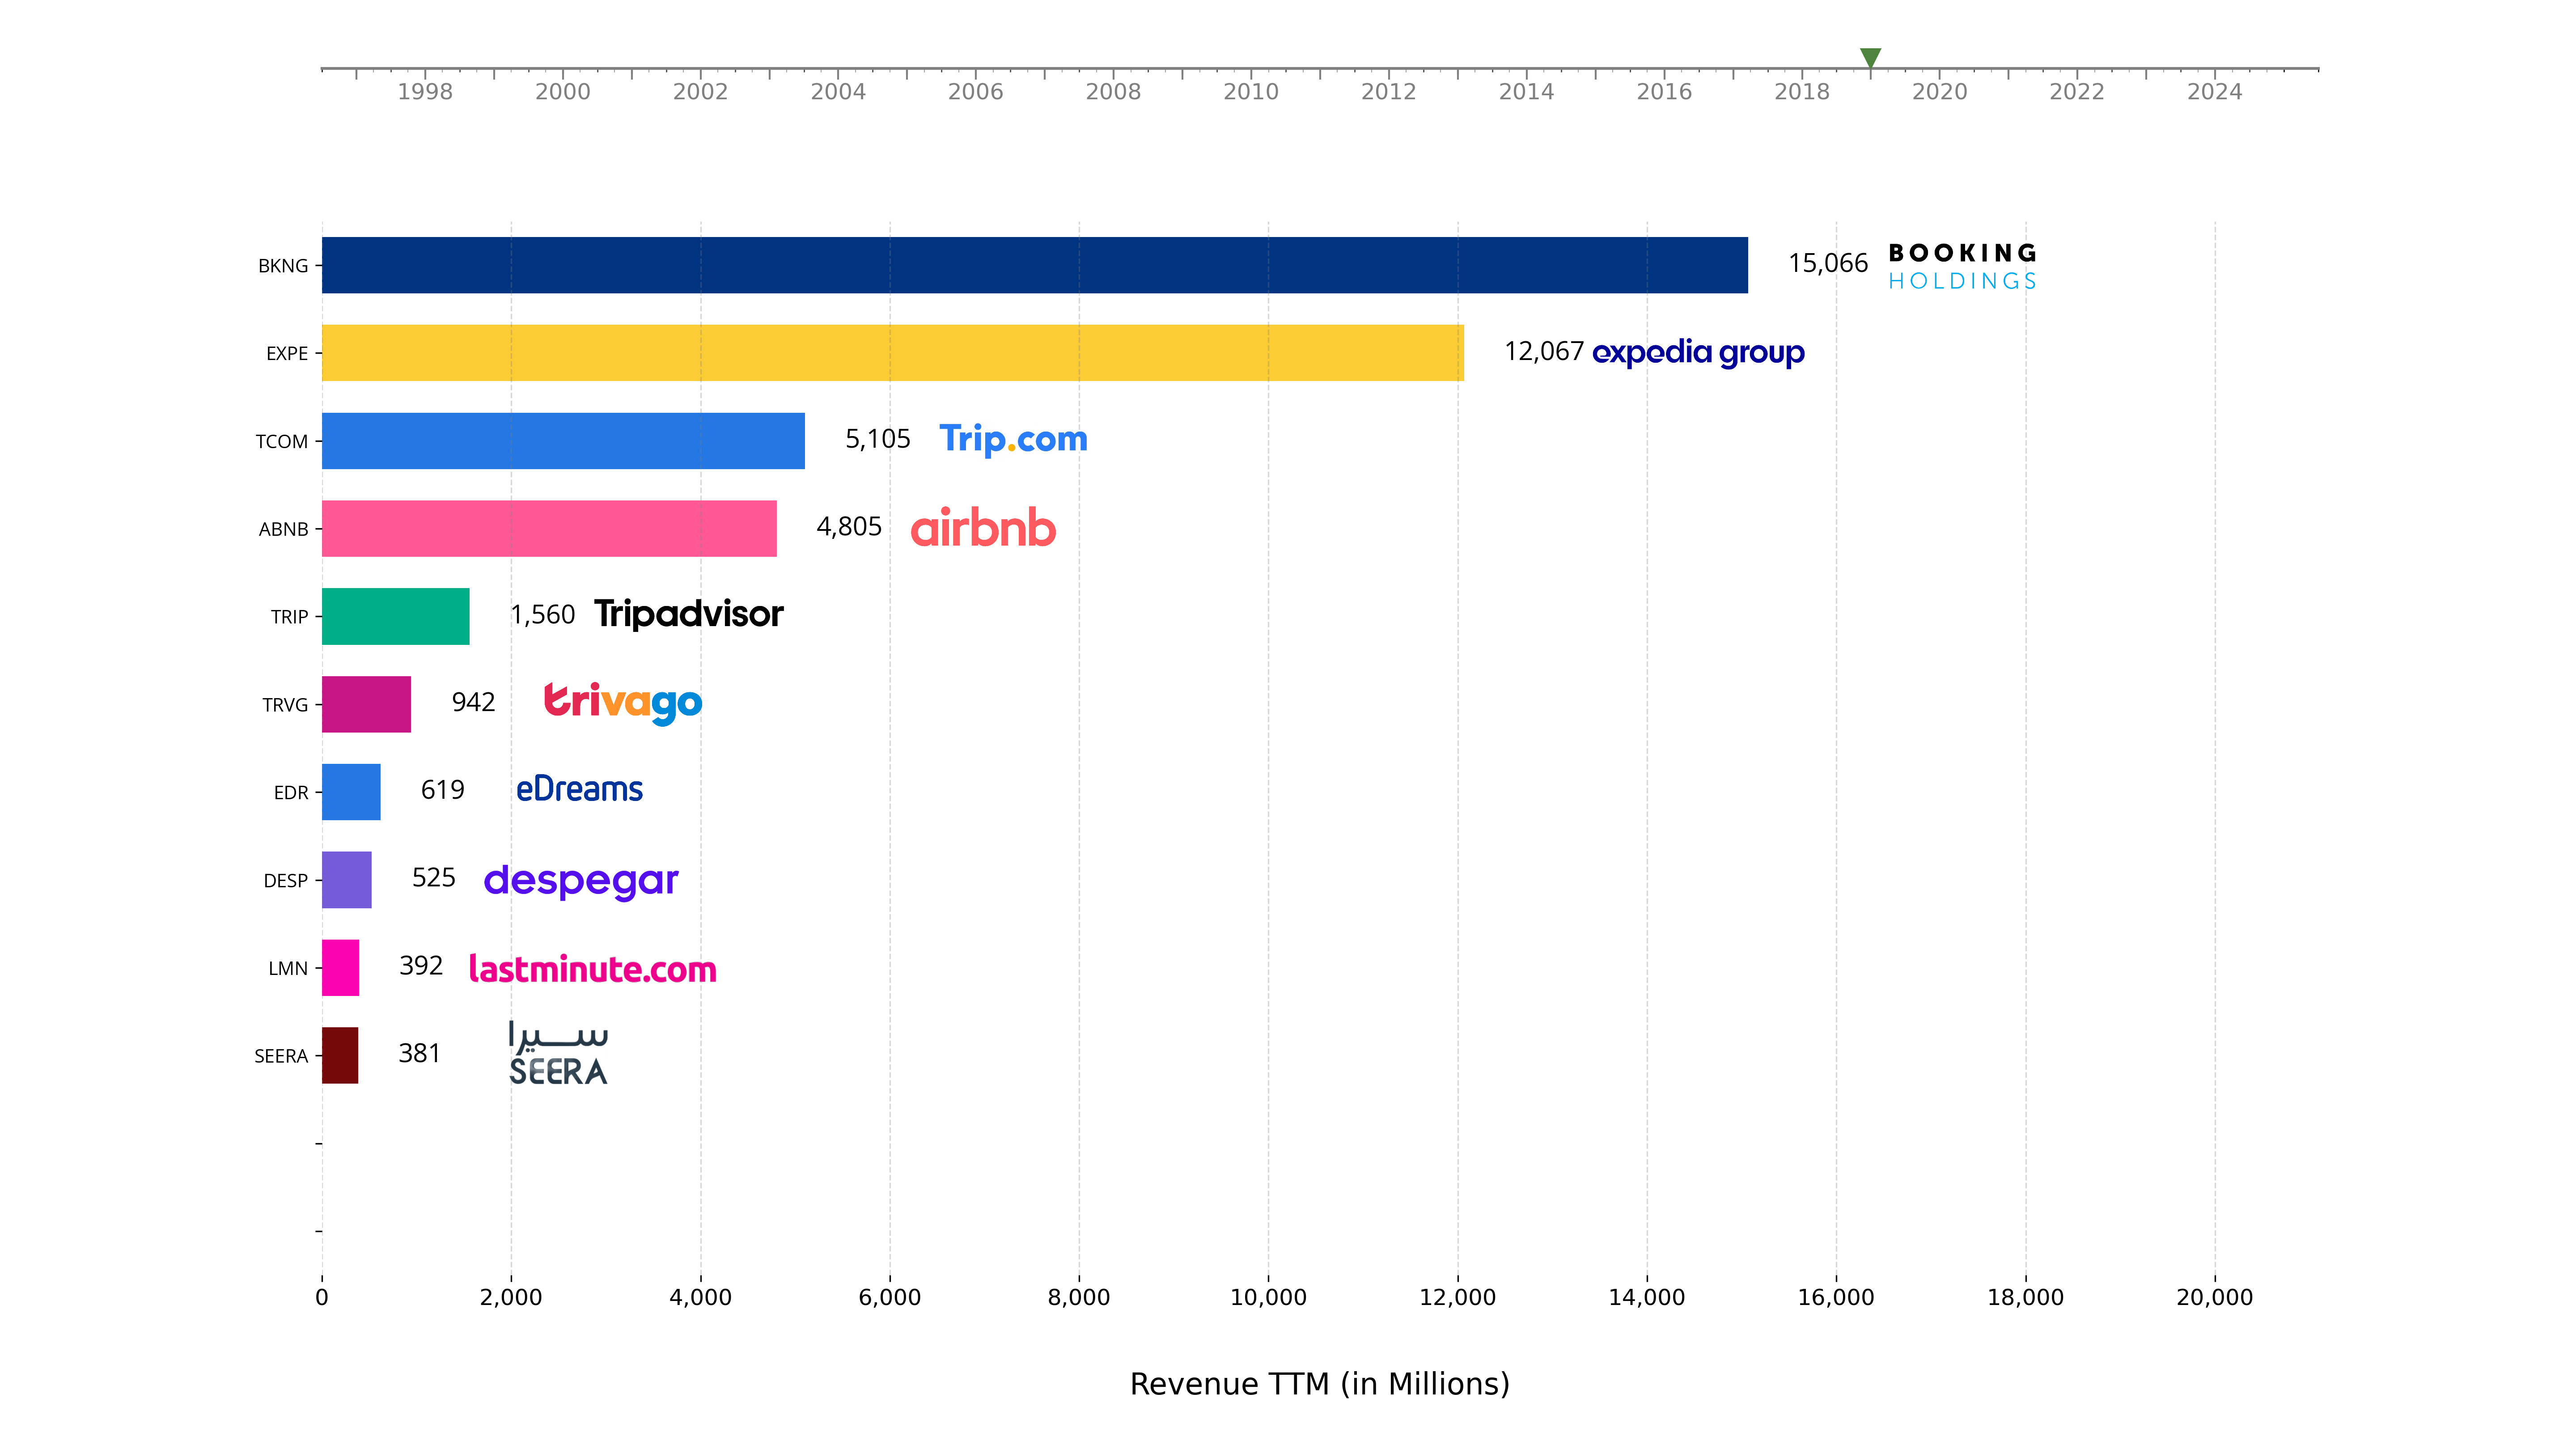 1998 2000 2002 2004 2006 2008 2010 2012 2014 2016 2018 2020 2022 2024
BKNG 15,066 BOOKING
HOLDINGS
EXPE 12,067 expedia group
TCOM 5,105 Trip.com
ABNB 4,805 airbnb
TRIP 1,560 Tripadvisor
TRVG 942 trivago
EDR 619 eDreams
DESP 525 despegar
LMN 392 lastminute.com
سيرا
SEERA 381 SEERA
0 2,000 4,000 6,000 8,000 10,000 12,000 14,000 16,000 18,000 20,000
Revenue TTM (in Millions)